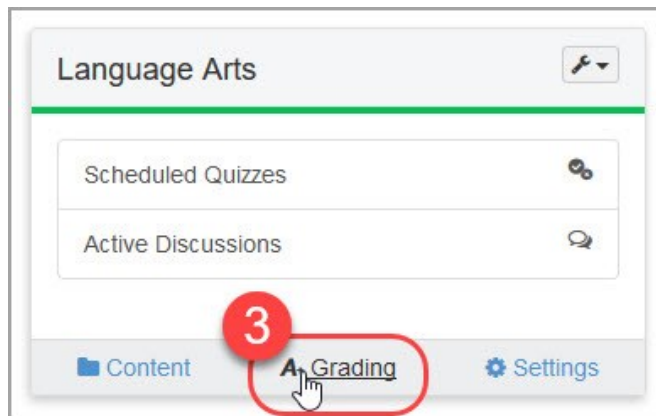 Language Arts
Scheduled Quizzes
Active Discussions
3
Content A+ Grading Settings